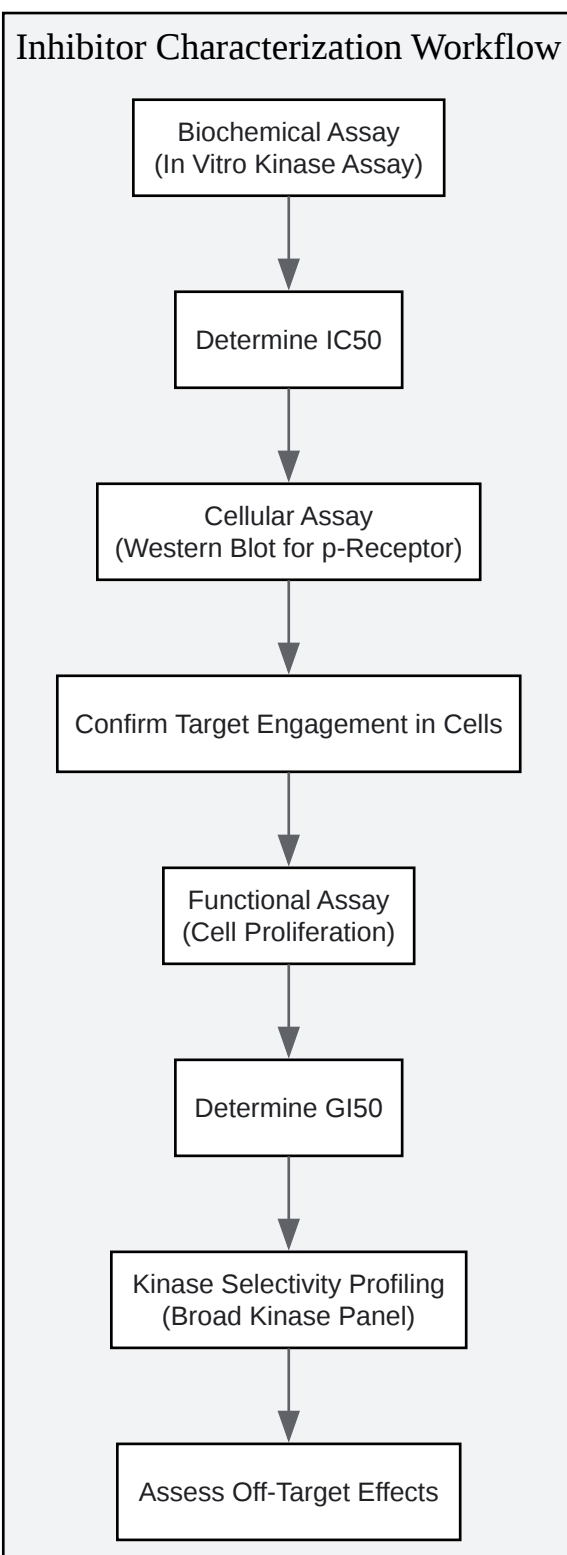 Inhibitor Characterization Workflow
Biochemical Assay
(In Vitro Kinase Assay)
Determine IC50
Cellular Assay
(Western Blot for p-Receptor)
Confirm Target Engagement in Cells
Functional Assay
(Cell Proliferation)
Determine GI50
Kinase Selectivity Profiling
(Broad Kinase Panel)
Assess Off-Target Effects